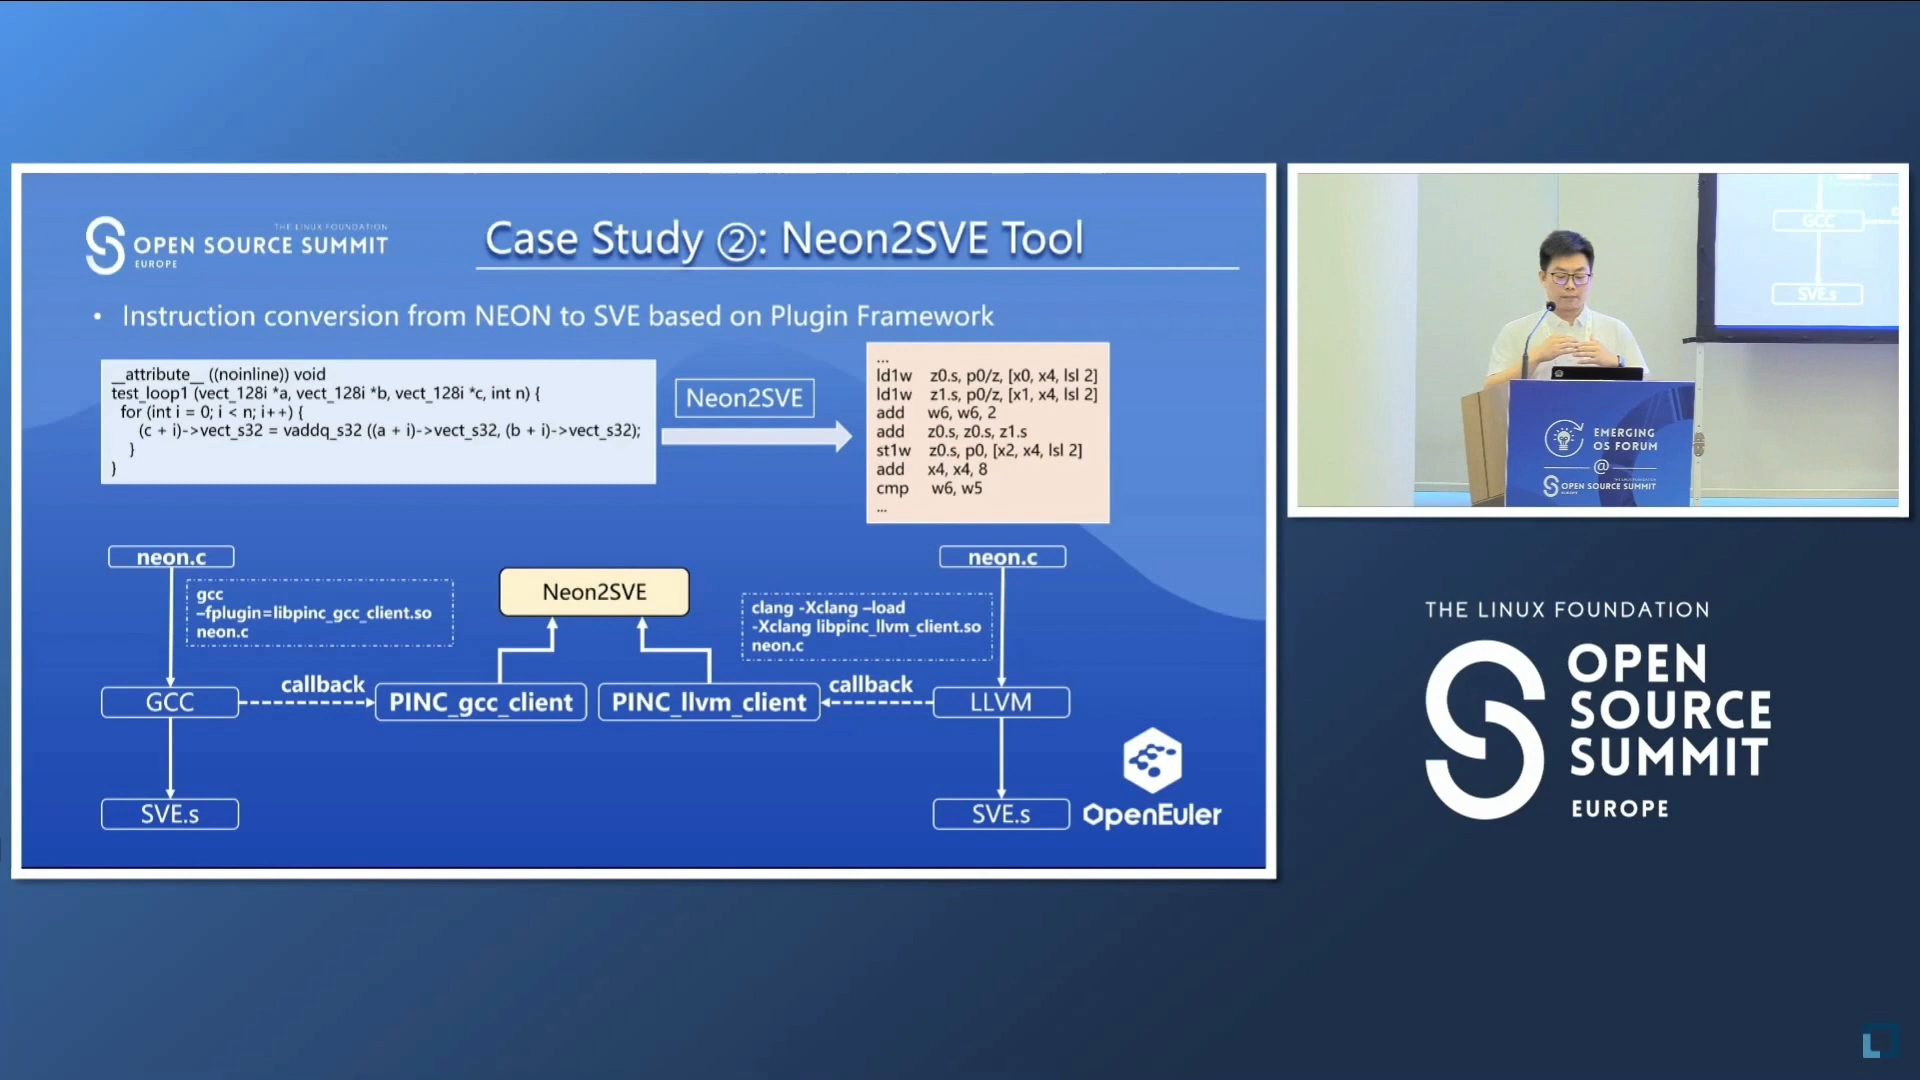 THE LINUX FOUNDATION
OPEN SOURCE SUMMIT
EUROPE
Case Study ②: Neon2SVE Tool
• Instruction conversion from NEON to SVE based on Plugin Framework
__attribute__ ((noinline)) void
test_loop1 (vect_128i *a, vect_128i *b, vect_128i *c, int n) {
for (int i = 0; i < n; i++) {
(c + i)->vect_s32 = vaddq_s32 ((a + i)->vect_s32, (b + i)->vect_s32);
}
}
Neon2SVE
...
ld1w z0.s, p0/z, [x0, x4, lsl 2]
ld1w z1.s, p0/z, [x1, x4, lsl 2]
add w6, w6, 2
add z0.s, z0.s, z1.s
st1w z0.s, p0, [x2, x4, lsl 2]
add x4, x4, 8
cmp w6, w5
...
neon.c
gcc
–fplugin=libpinc_gcc_client.so
neon.c
Neon2SVE
neon.c
clang -Xclang –load
-Xclang libpinc_llvm_client.so
neon.c
GCC
callback
PINC_gcc_client
PINC_llvm_client
callback
LLVM
SVE.s
SVE.s
OpenEuler
GCC
SVE.s
EMERGING
OS FORUM
@
OPEN SOURCE SUMMIT
THE LINUX FOUNDATION
OPEN
SOURCE
SUMMIT
EUROPE